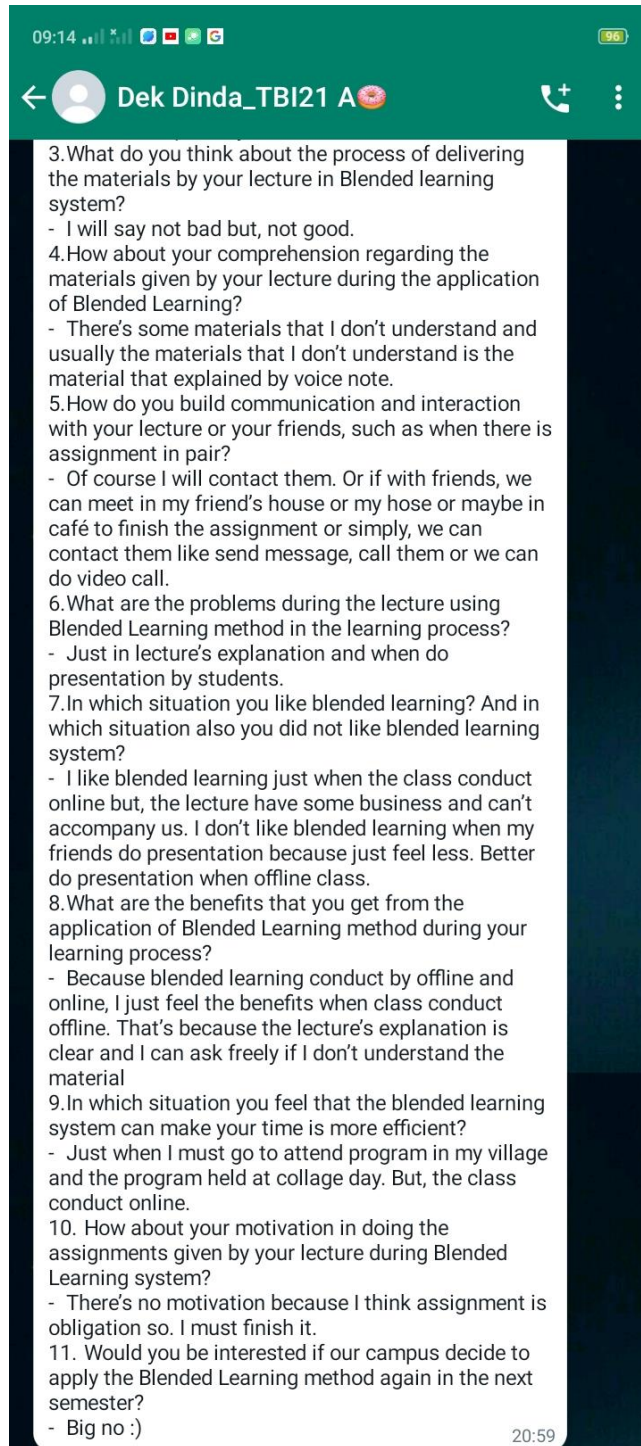 09:14
96
Dek Dinda_TBI21 A🍩
3.What do you think about the process of delivering
the materials by your lecture in Blended learning
system?
- I will say not bad but, not good.
4.How about your comprehension regarding the
materials given by your lecture during the application
of Blended Learning?
- There’s some materials that I don’t understand and
usually the materials that I don’t understand is the
material that explained by voice note.
5.How do you build communication and interaction
with your lecture or your friends, such as when there is
assignment in pair?
- Of course I will contact them. Or if with friends, we
can meet in my friend’s house or my hose or maybe in
café to finish the assignment or simply, we can
contact them like send message, call them or we can
do video call.
6.What are the problems during the lecture using
Blended Learning method in the learning process?
- Just in lecture’s explanation and when do
presentation by students.
7.In which situation you like blended learning? And in
which situation also you did not like blended learning
system?
- I like blended learning just when the class conduct
online but, the lecture have some business and can’t
accompany us. I don’t like blended learning when my
friends do presentation because just feel less. Better
do presentation when offline class.
8.What are the benefits that you get from the
application of Blended Learning method during your
learning process?
- Because blended learning conduct by offline and
online, I just feel the benefits when class conduct
offline. That’s because the lecture’s explanation is
clear and I can ask freely if I don’t understand the
material
9.In which situation you feel that the blended learning
system can make your time is more efficient?
- Just when I must go to attend program in my village
and the program held at collage day. But, the class
conduct online.
10. How about your motivation in doing the
assignments given by your lecture during Blended
Learning system?
- There’s no motivation because I think assignment is
obligation so. I must finish it.
11. Would you be interested if our campus decide to
apply the Blended Learning method again in the next
semester?
- Big no :)
20:59